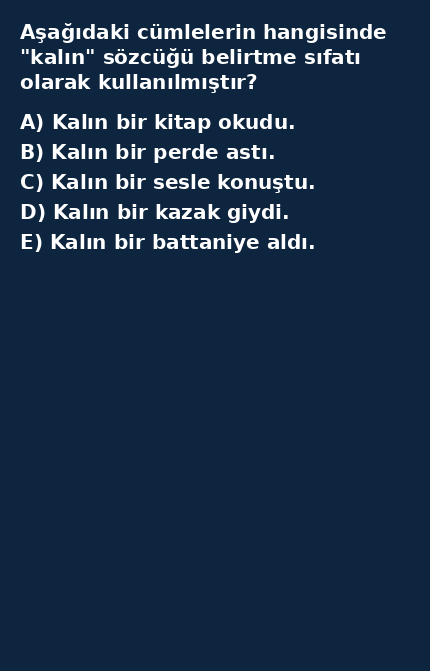 Aşağıdaki cümlelerin hangisinde
"kalın" sözcüğü belirtme sıfatı
olarak kullanılmıştır?
A) Kalın bir kitap okudu.
B) Kalın bir perde astı.
C) Kalın bir sesle konuştu.
D) Kalın bir kazak giydi.
E) Kalın bir battaniye aldı.